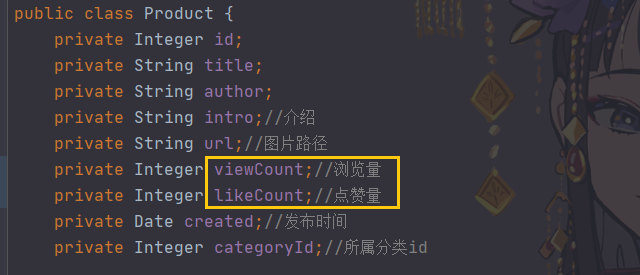 public class Product {
private Integer id;
private String title;
private String author;
private String intro;//介绍
private String url;//图片路径
private Integer viewCount;//浏览量
private Integer likeCount;//点赞量
private Date created;//发布时间
private Integer categoryId;//所属分类id